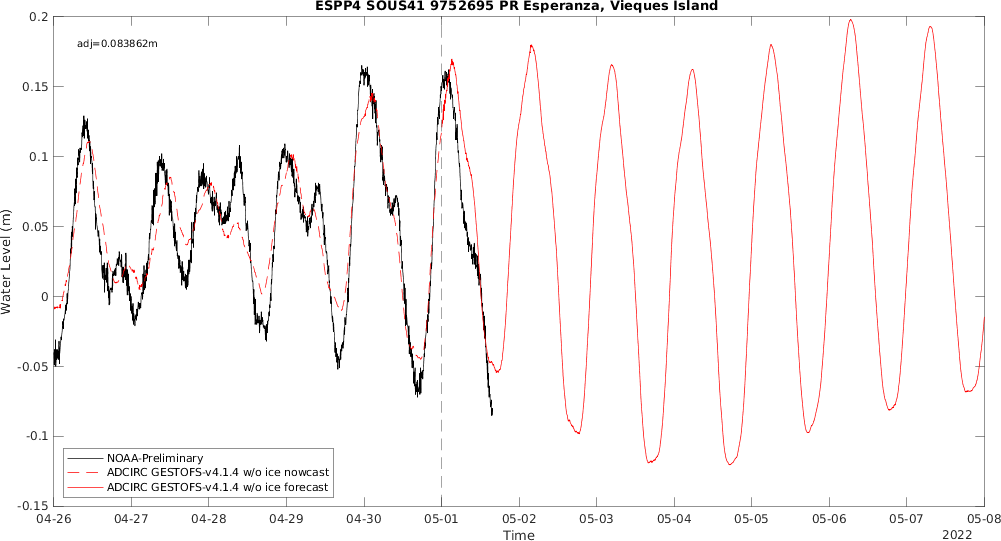 ESPP4 SOUS41 9752695 PR Esperanza, Vieques Island
adj=0.083862m
0.2
0.15
0.1
0.05
0
-0.05
-0.1
-0.15
Water Level (m)
NOAA-Preliminary
ADCIRC GESTOFS-v4.1.4 w/o ice nowcast
ADCIRC GESTOFS-v4.1.4 w/o ice forecast
04-26 04-27 04-28 04-29 04-30 05-01 05-02 05-03 05-04 05-05 05-06 05-07 05-08
Time
2022